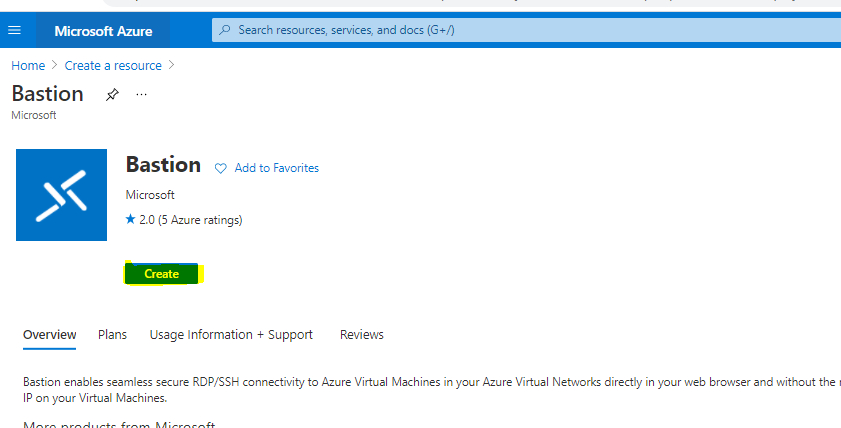 Microsoft Azure
Search resources, services, and docs (G+/)
Home > Create a resource >
Bastion
Microsoft
Bastion
Add to Favorites
Microsoft
2.0 (5 Azure ratings)
Create
Overview Plans Usage Information + Support Reviews
Bastion enables seamless secure RDP/SSH connectivity to Azure Virtual Machines in your Azure Virtual Networks directly in your web browser and without the
IP on your Virtual Machines.
More products from Microsoft